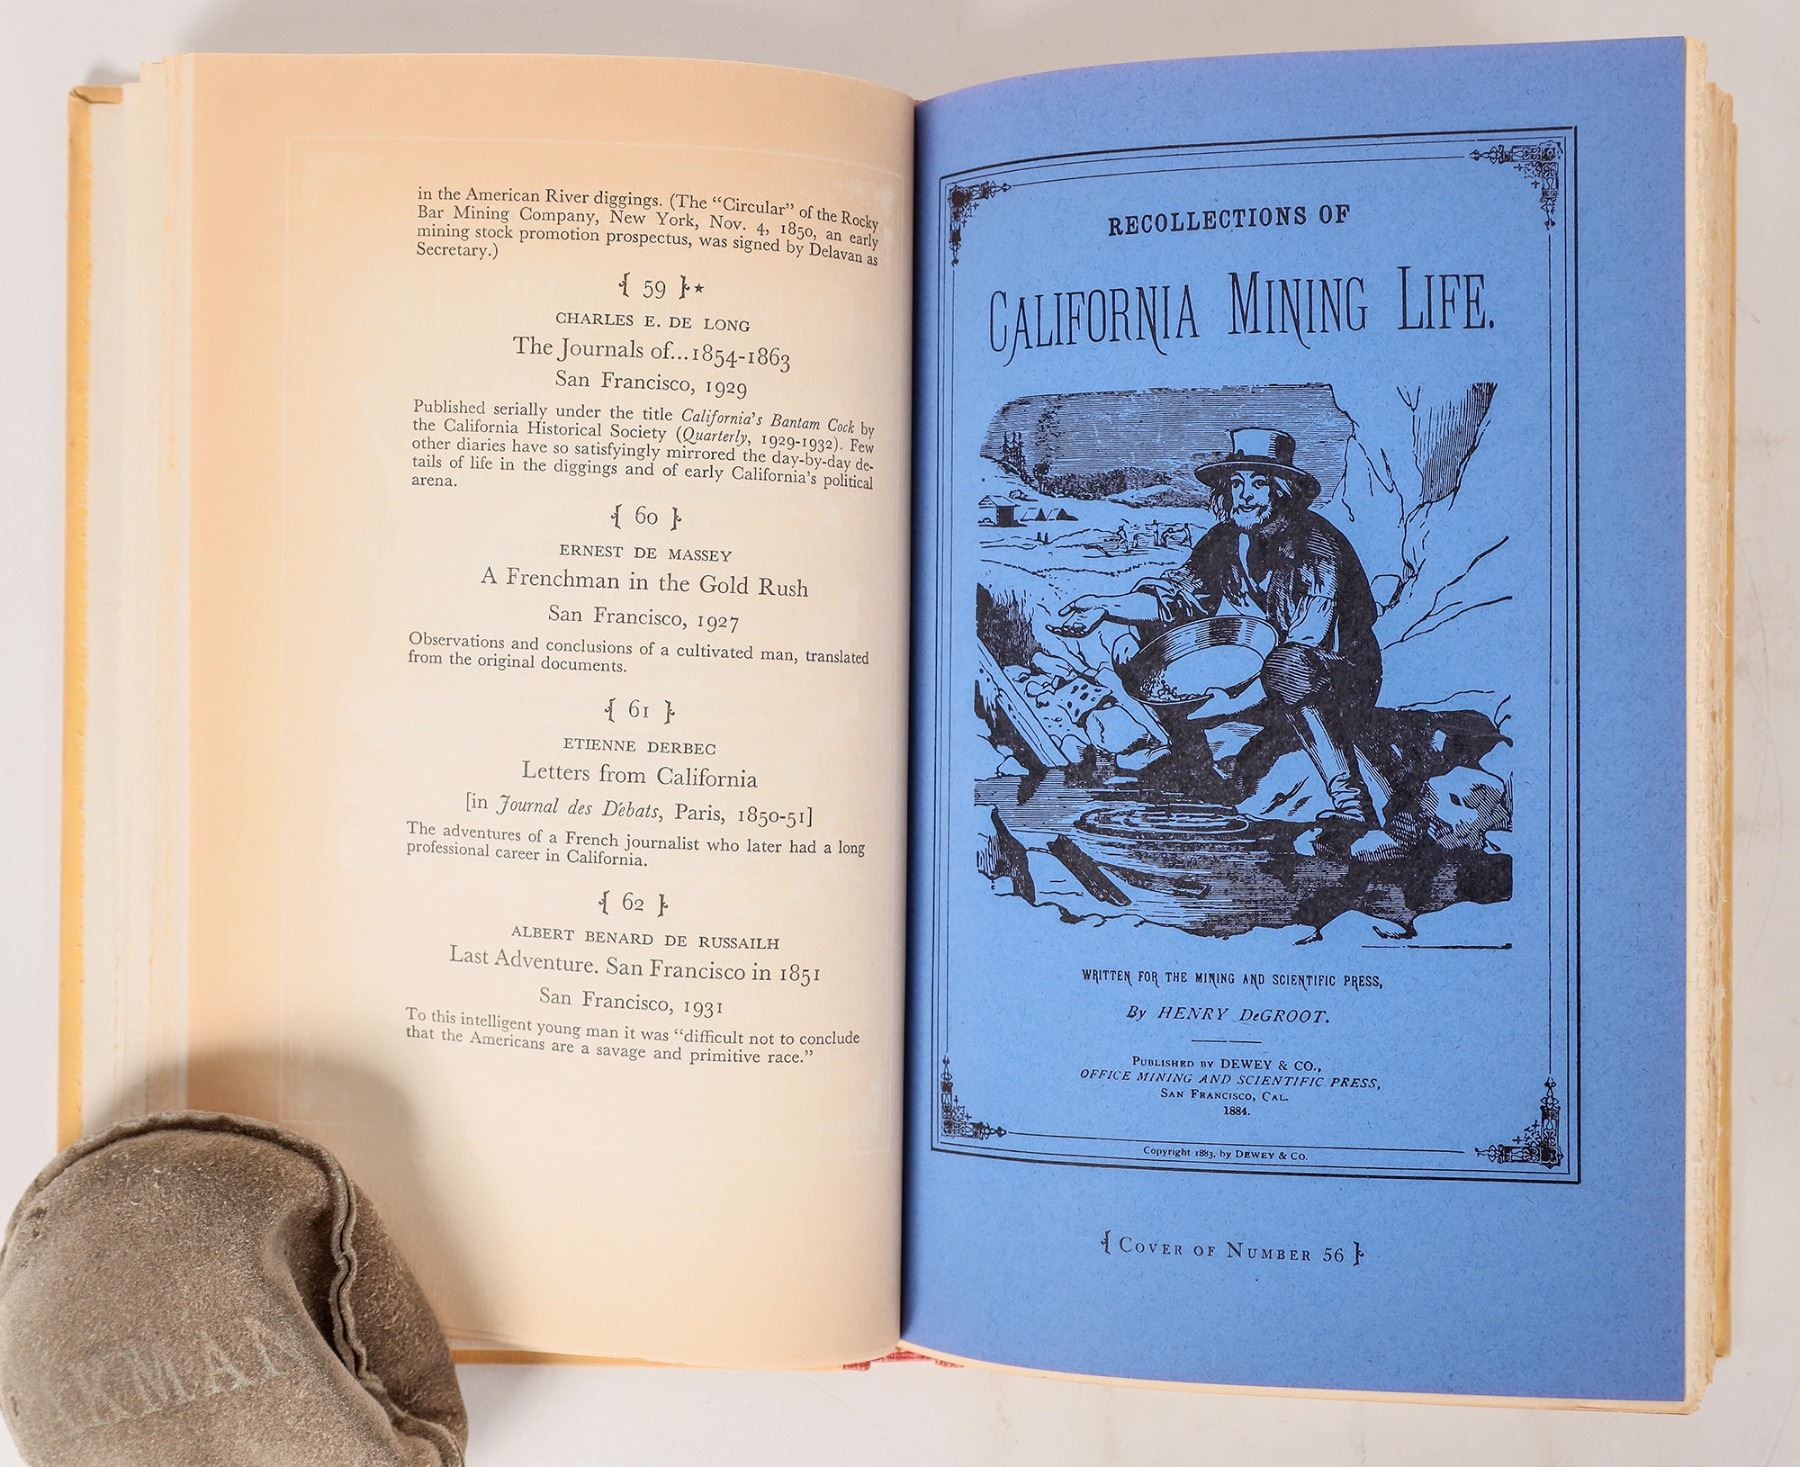 in the American River diggings. (The “Circular” of the Rocky
Bar Mining Company, New York, Nov. 4, 1850, an early
mining stock promotion prospectus, was signed by Delavan as
Secretary.)
{ 59 }*
CHARLES E. DE LONG
The Journals of...1854-1863
San Francisco, 1929
Published serially under the title California's Bantam Cock by
the California Historical Society (Quarterly, 1929-1932). Few
other diaries have so satisfyingly mirrored the day-by-day de-
tails of life in the diggings and of early California's political
arena.
{ 60 }
ERNEST DE MASSEY
A Frenchman in the Gold Rush
San Francisco, 1927
Observations and conclusions of a cultivated man, translated
from the original documents.
{ 61 }
ETIENNE DERBEC
Letters from California
[in Journal des D'ebats, Paris, 1850-51]
The adventures of a French journalist who later had a long
professional career in California.
{ 62 }
ALBERT BENARD DE RUSSAILH
Last Adventure. San Francisco in 1851
San Francisco, 1931
To this intelligent young man it was “difficult not to conclude
that the Americans are a savage and primitive race.”
RECOLLECTIONS OF
CALIFORNIA MINING LIFE.
WRITTEN FOR THE MINING AND SCIENTIFIC PRESS,
By HENRY DeGROOT.
PUBLISHED BY DEWEY & CO.,
OFFICE MINING AND SCIENTIFIC PRESS,
SAN FRANCISCO, CAL.
1884.
Copyright 1883, by DEWEY & CO.
{ COVER OF NUMBER 56 }